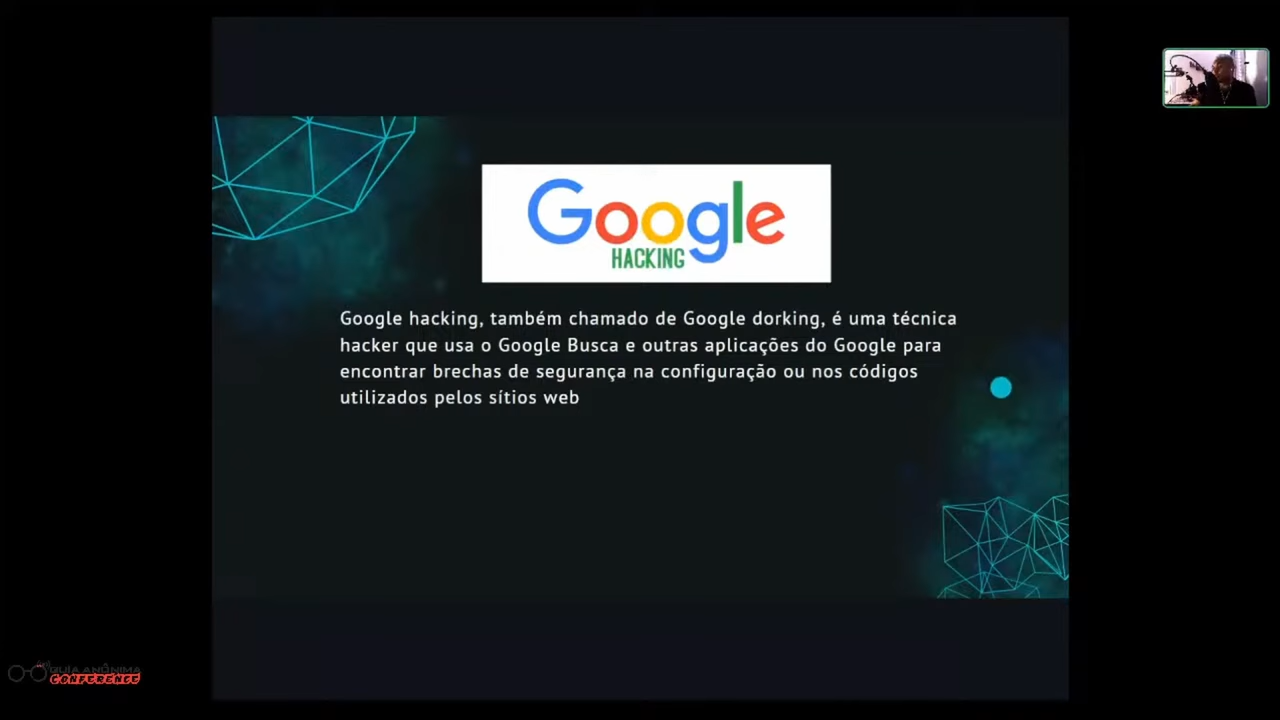 Google
HACKING
Google hacking, também chamado de Google dorking, é uma técnica
hacker que usa o Google Busca e outras aplicações do Google para
encontrar brechas de segurança na configuração ou nos códigos
utilizados pelos sítios web
CONFERENCE